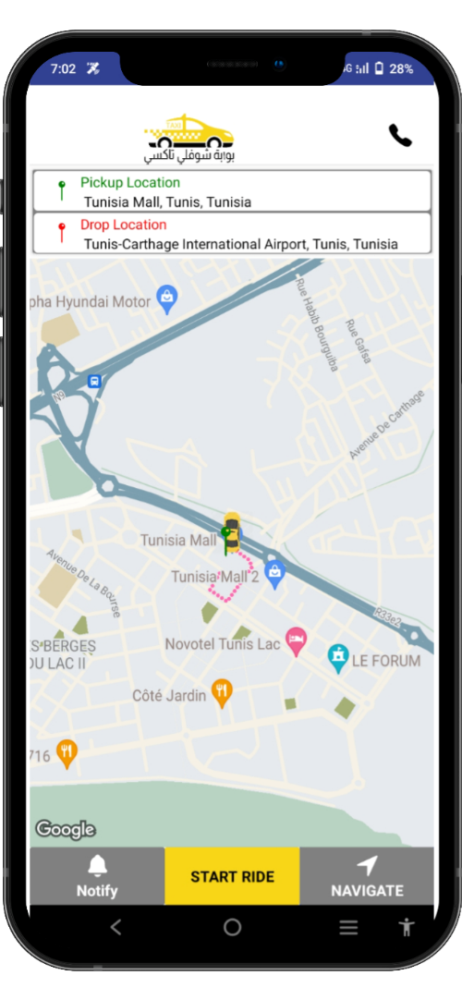 7:02
4G 28%
TAXI
بوابة شوفلي تاكسي
Pickup Location
Tunisia Mall, Tunis, Tunisia
Drop Location
Tunis-Carthage International Airport, Tunis, Tunisia
pha Hyundai Motor
Rue Habib Bourguiba
Rue Gafsa
N9
Avenue De Carthage
Tunisia Mall
Avenue De La Bourse
Tunisia Mall 2
R33e2
S BERGES
DU LAC II
Novotel Tunis Lac
LE FORUM
Côté Jardin
716
Google
Notify
START RIDE
NAVIGATE